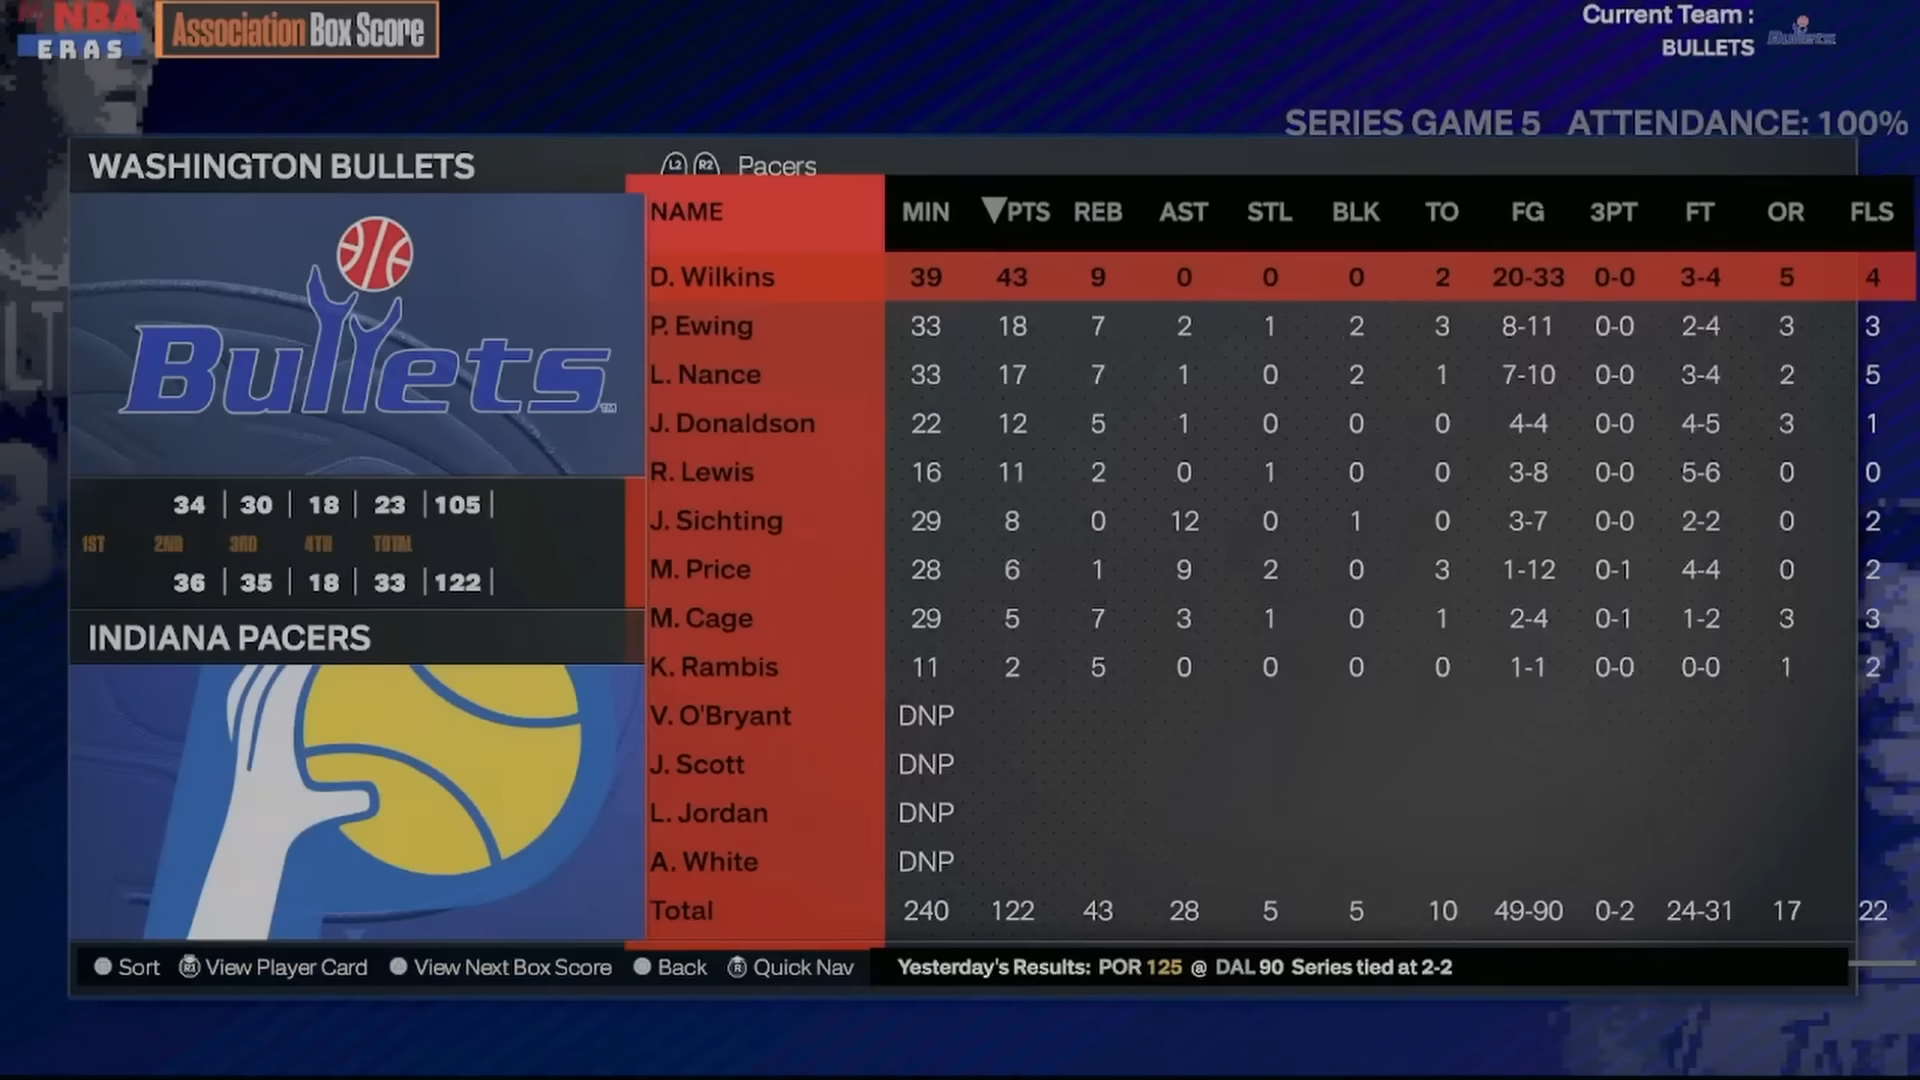 NBA
ERAS
Association Box Score
Current Team :
BULLETS
Bullets
SERIES GAME 5 ATTENDANCE: 100%
WASHINGTON BULLETS
L2 R2 Pacers
Bullets
34 | 30 | 18 | 23 | 105 |
1ST 2ND 3RD 4TH TOTAL
36 | 35 | 18 | 33 | 122 |
INDIANA PACERS
NAME MIN ▼PTS REB AST STL BLK TO FG 3PT FT OR FLS
D. Wilkins 39 43 9 0 0 0 2 20-33 0-0 3-4 5 4
P. Ewing 33 18 7 2 1 2 3 8-11 0-0 2-4 3 3
L. Nance 33 17 7 1 0 2 1 7-10 0-0 3-4 2 5
J. Donaldson 22 12 5 1 0 0 0 4-4 0-0 4-5 3 1
R. Lewis 16 11 2 0 1 0 0 3-8 0-0 5-6 0 0
J. Sichting 29 8 0 12 0 1 0 3-7 0-0 2-2 0 2
M. Price 28 6 1 9 2 0 3 1-12 0-1 4-4 0 2
M. Cage 29 5 7 3 1 0 1 2-4 0-1 1-2 3 3
K. Rambis 11 2 5 0 0 0 0 1-1 0-0 0-0 1 2
V. O'Bryant DNP
J. Scott DNP
L. Jordan DNP
A. White DNP
Total 240 122 43 28 5 5 10 49-90 0-2 24-31 17 22
Sort R3 View Player Card View Next Box Score Back R Quick Nav
Yesterday's Results: POR 125 @ DAL 90 Series tied at 2-2